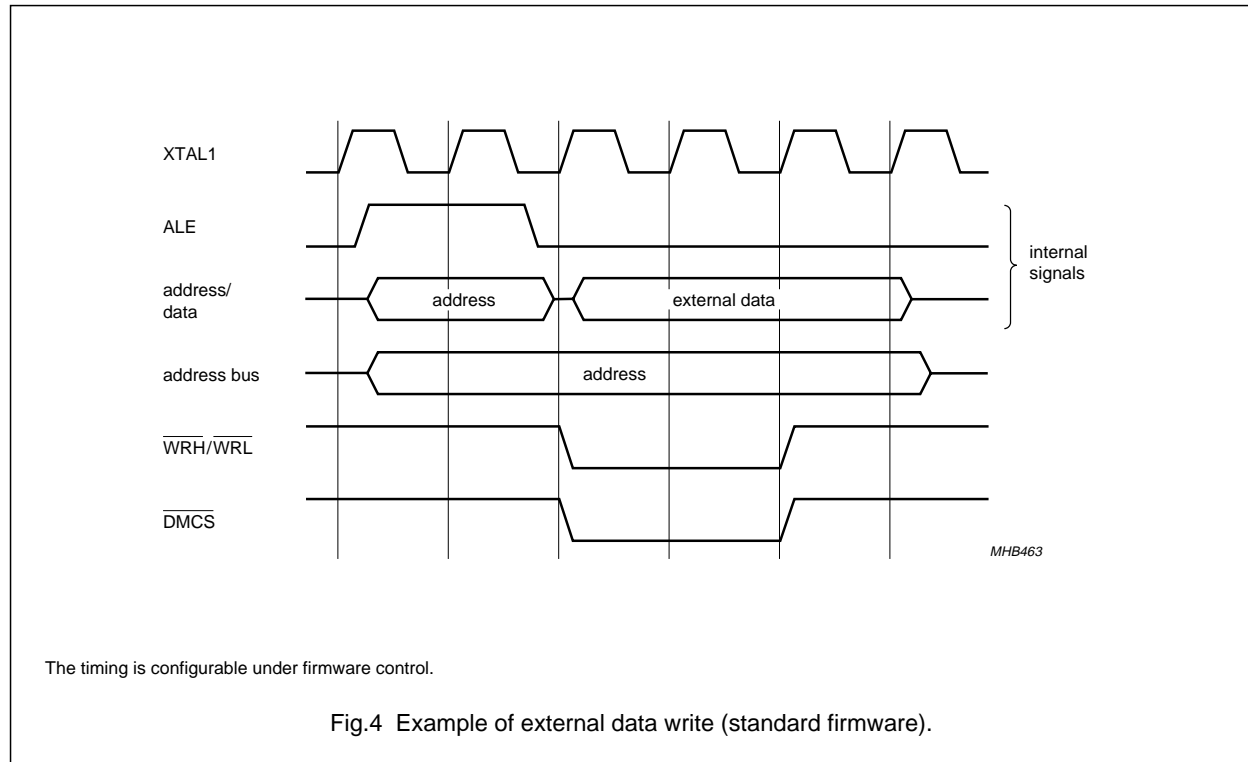 XTAL1
ALE
internal
signals
address/
data
address
external data
address bus
address
WRH/WRL
DMCS
MHB463
The timing is configurable under firmware control.
Fig.4 Example of external data write (standard firmware).